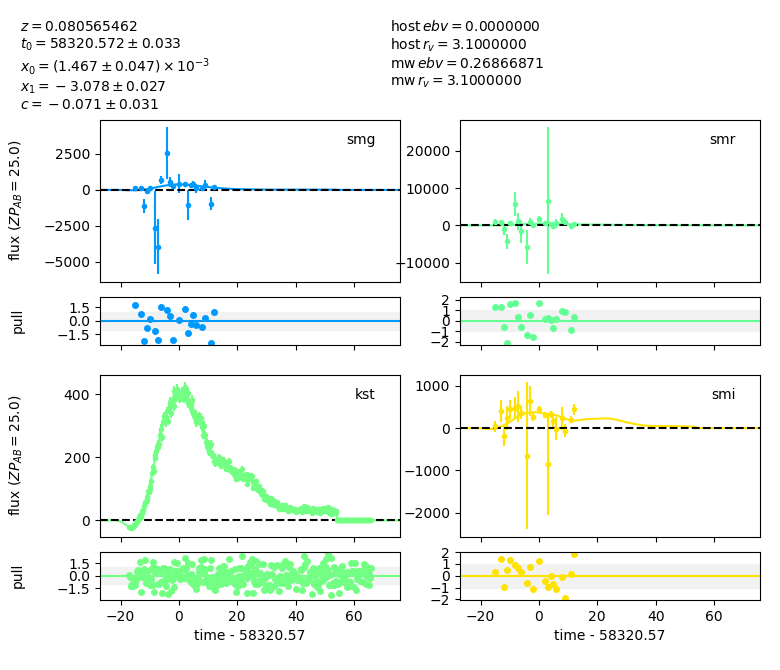 z = 0.080565462
t₀ = 58320.572 ± 0.033
x₀ = (1.467 ± 0.047) × 10⁻³
x₁ = −3.078 ± 0.027
c = −0.071 ± 0.031
host ebv = 0.0000000
host r_v = 3.1000000
mw ebv = 0.26866871
mw r_v = 3.1000000
smg
flux (ZP_AB = 25.0)
2500
0
−2500
−5000
smr
20000
10000
0
−10000
pull
1.5
0.0
−1.5
2
1
0
−1
−2
kst
flux (ZP_AB = 25.0)
400
200
0
smi
1000
0
−1000
−2000
pull
1.5
0.0
−1.5
2
1
0
−1
−2
−20 0 20 40 60
−20 0 20 40 60
time - 58320.57
time - 58320.57